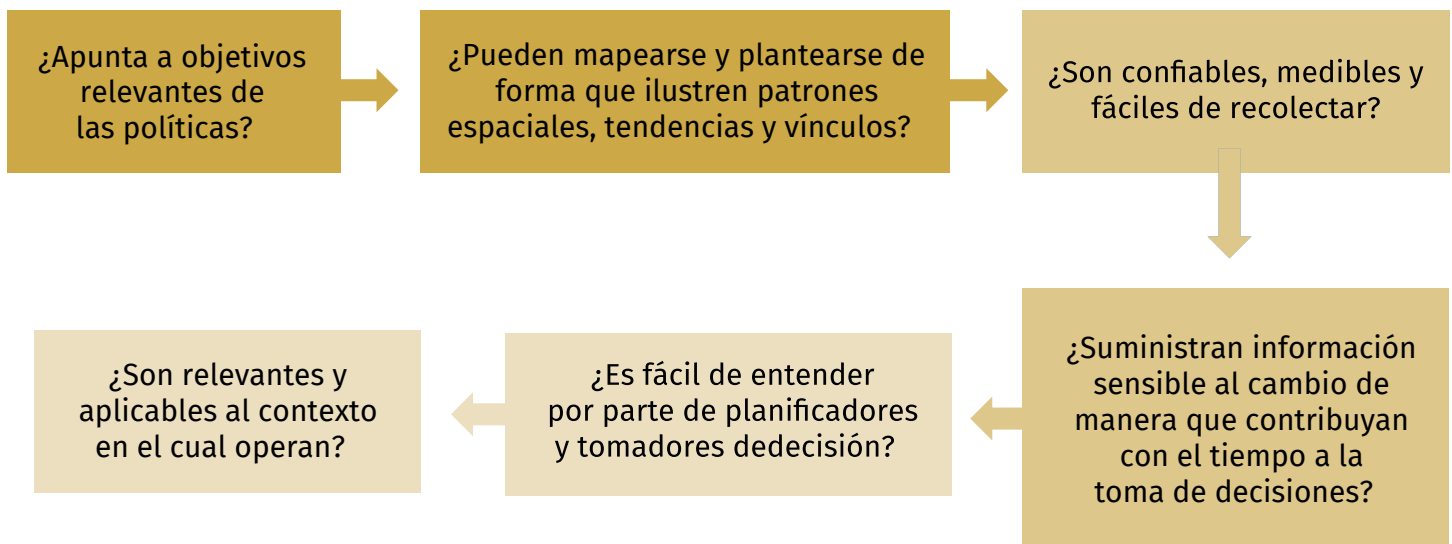 ¿Apunta a objetivos
relevantes de
las políticas?
¿Pueden mapearse y plantearse de
forma que ilustren patrones
espaciales, tendencias y vínculos?
¿Son confiables, medibles y
fáciles de recolectar?
¿Suministran información
sensible al cambio de
manera que contribuyan
con el tiempo a la
toma de decisiones?
¿Es fácil de entender
por parte de planificadores
y tomadores dedecisión?
¿Son relevantes y
aplicables al contexto
en el cual operan?